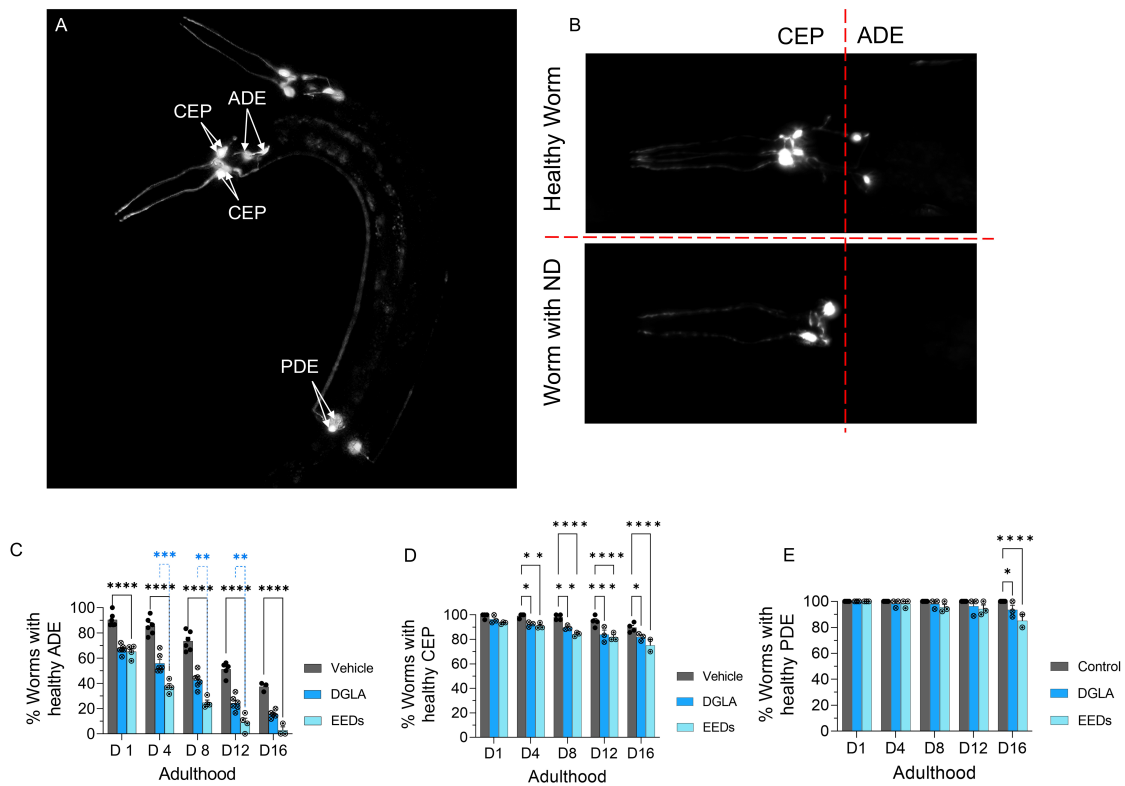 A
CEP
ADE
CEP
PDE
B
CEP
ADE
Healthy Worm
Worm with ND
C
***
**
**
****
****
****
****
****
% Worms with
healthy ADE
100
80
60
40
20
0
D 1
D 4
D 8
D12
D16
Adulthood
Vehicle
DGLA
EEDs
D
****
****
**
****
*
**
***
*
% Worms with
healthy CEP
100
80
60
40
20
0
D1
D4
D8
D12
D16
Adulthood
Vehicle
DGLA
EEDs
E
****
*
% Worms with
healthy PDE
100
80
60
40
20
0
D1
D4
D8
D12
D16
Adulthood
Control
DGLA
EEDs